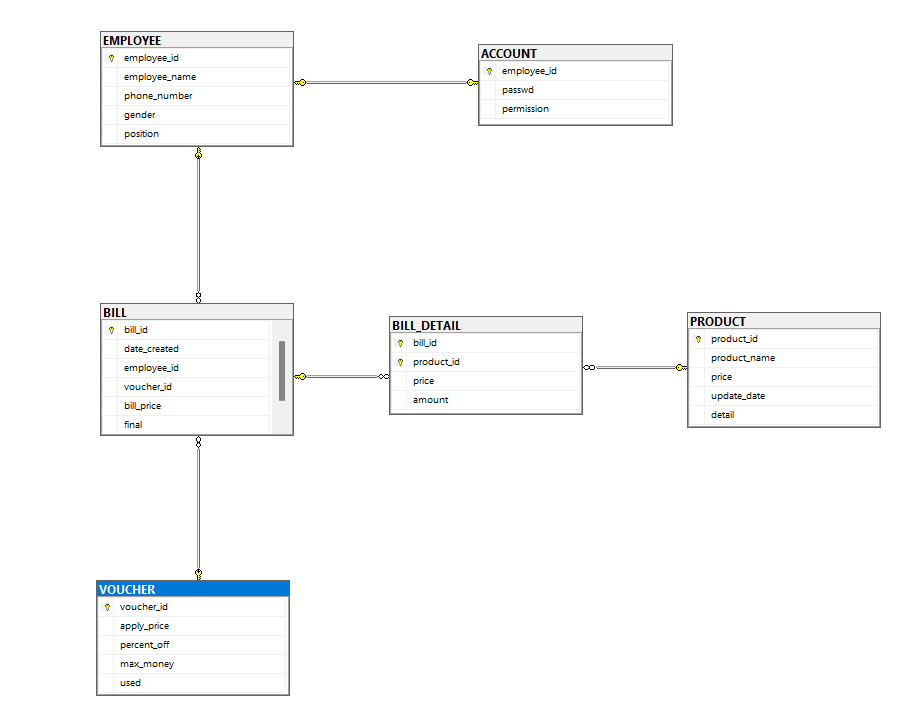 EMPLOYEE
employee_id
employee_name
phone_number
gender
position
ACCOUNT
employee_id
passwd
permission
BILL
bill_id
date_created
employee_id
voucher_id
bill_price
final
BILL_DETAIL
bill_id
product_id
price
amount
PRODUCT
product_id
product_name
price
update_date
detail
VOUCHER
voucher_id
apply_price
percent_off
max_money
used